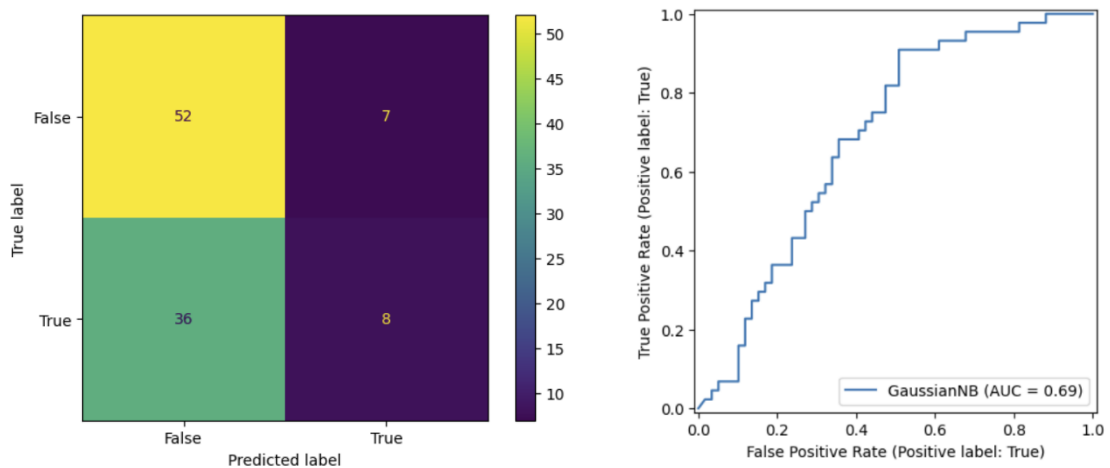 False
True
True label
52
7
36
8
False
True
Predicted label
50
45
40
35
30
25
20
15
10
True Positive Rate (Positive label: True)
1.0
0.8
0.6
0.4
0.2
0.0
GaussianNB (AUC = 0.69)
0.0
0.2
0.4
0.6
0.8
1.0
False Positive Rate (Positive label: True)